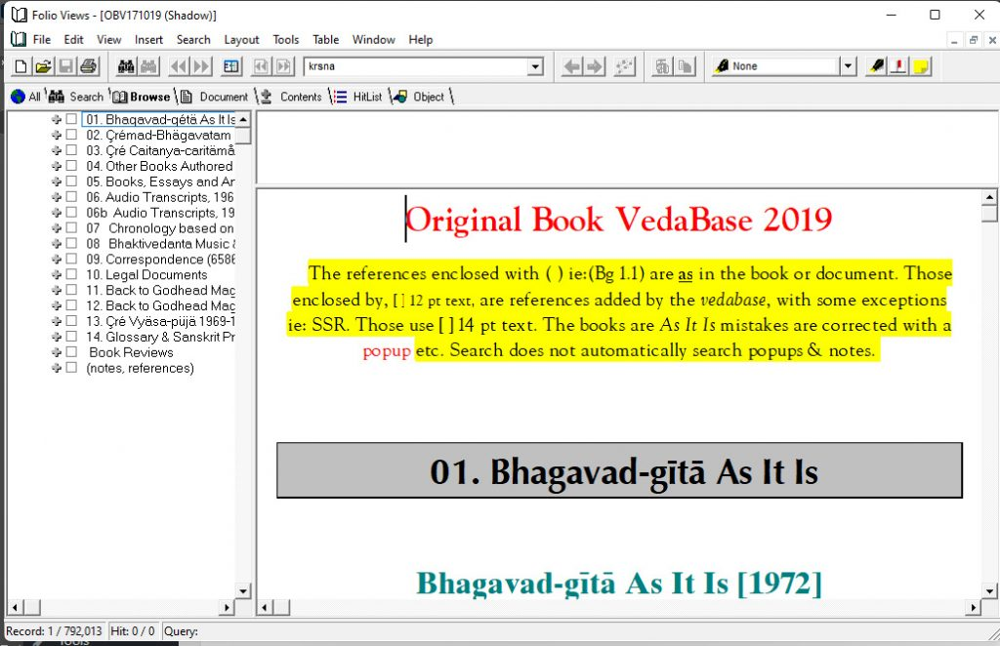 Folio Views - [OBV171019 (Shadow)]
File Edit View Insert Search Layout Tools Table Window Help
krsna
None
All Search Browse Document Contents HitList Object
01. Bhagavad-gétä As It Is
02. Çrémad-Bhägavatam
03. Çré Caitanya-caritämå
04. Other Books Authored
05. Books, Essays and Ar
06. Audio Transcripts, 196
06b Audio Transcripts, 19
07 Chronology based on
08 Bhaktivedanta Music &
09. Correspondence (6586
10. Legal Documents
11. Back to Godhead Mag
12. Back to Godhead Mag
13. Çré Vyäsa-püjä 1969-1
14. Glossary & Sanskrit Pr
Book Reviews
(notes, references)
Original Book VedaBase 2019
The references enclosed with ( ) ie:(Bg 1.1) are as in the book or document. Those
enclosed by, [ ] 12 pt text, are references added by the vedabase, with some exceptions
ie: SSR. Those use [ ] 14 pt text. The books are As It Is mistakes are corrected with a
popup etc. Search does not automatically search popups & notes.
01. Bhagavad-gītā As It Is
Bhagavad-gītā As It Is [1972]
Record: 1 / 792,013 Hit: 0 / 0 Query:
Tools